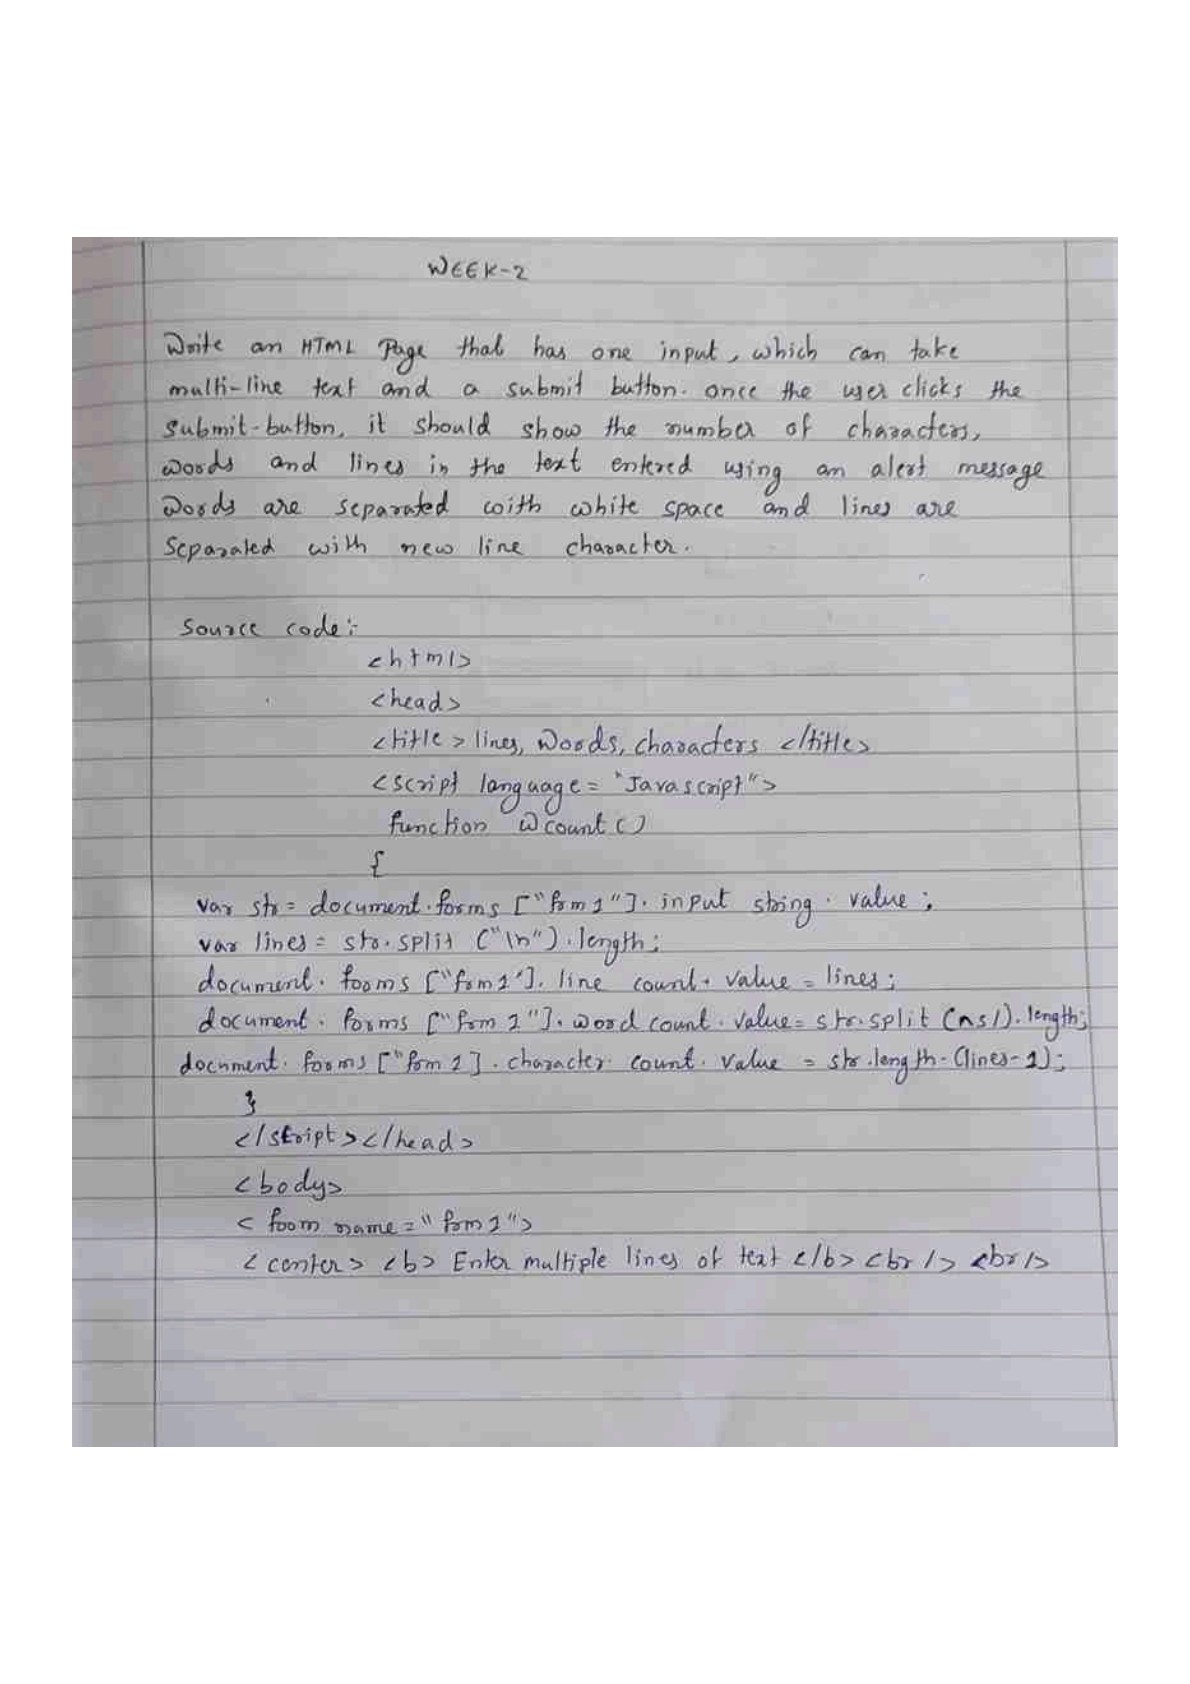 WEEK-2
Write an HTML Page that has one input, which can take
multi-line text and a submit button. once the user clicks the
submit-button, it should show the number of characters,
words and lines in the text entered using an alert message
words are separated with white space and lines are
Separated with new line character.
Source code:-
<html>
<head>
<title> lines, words, characters </title>
<script language = "Javascript">
function wcount()
{
var str = document.forms ["frm1"]. input string. value;
var lines = str.split ("\n").length;
document. forms ["frm1"]. line count. value = lines;
document. forms ["frm 1"]. word count. value = str.split (ns/).length;
document. forms ["frm 1]. character. count. value = str.length-(lines-1);
}
</script></head>
<body>
< form name = "frm1">
<center> <b> Enter multiple lines of text </b> <br/> <br/>